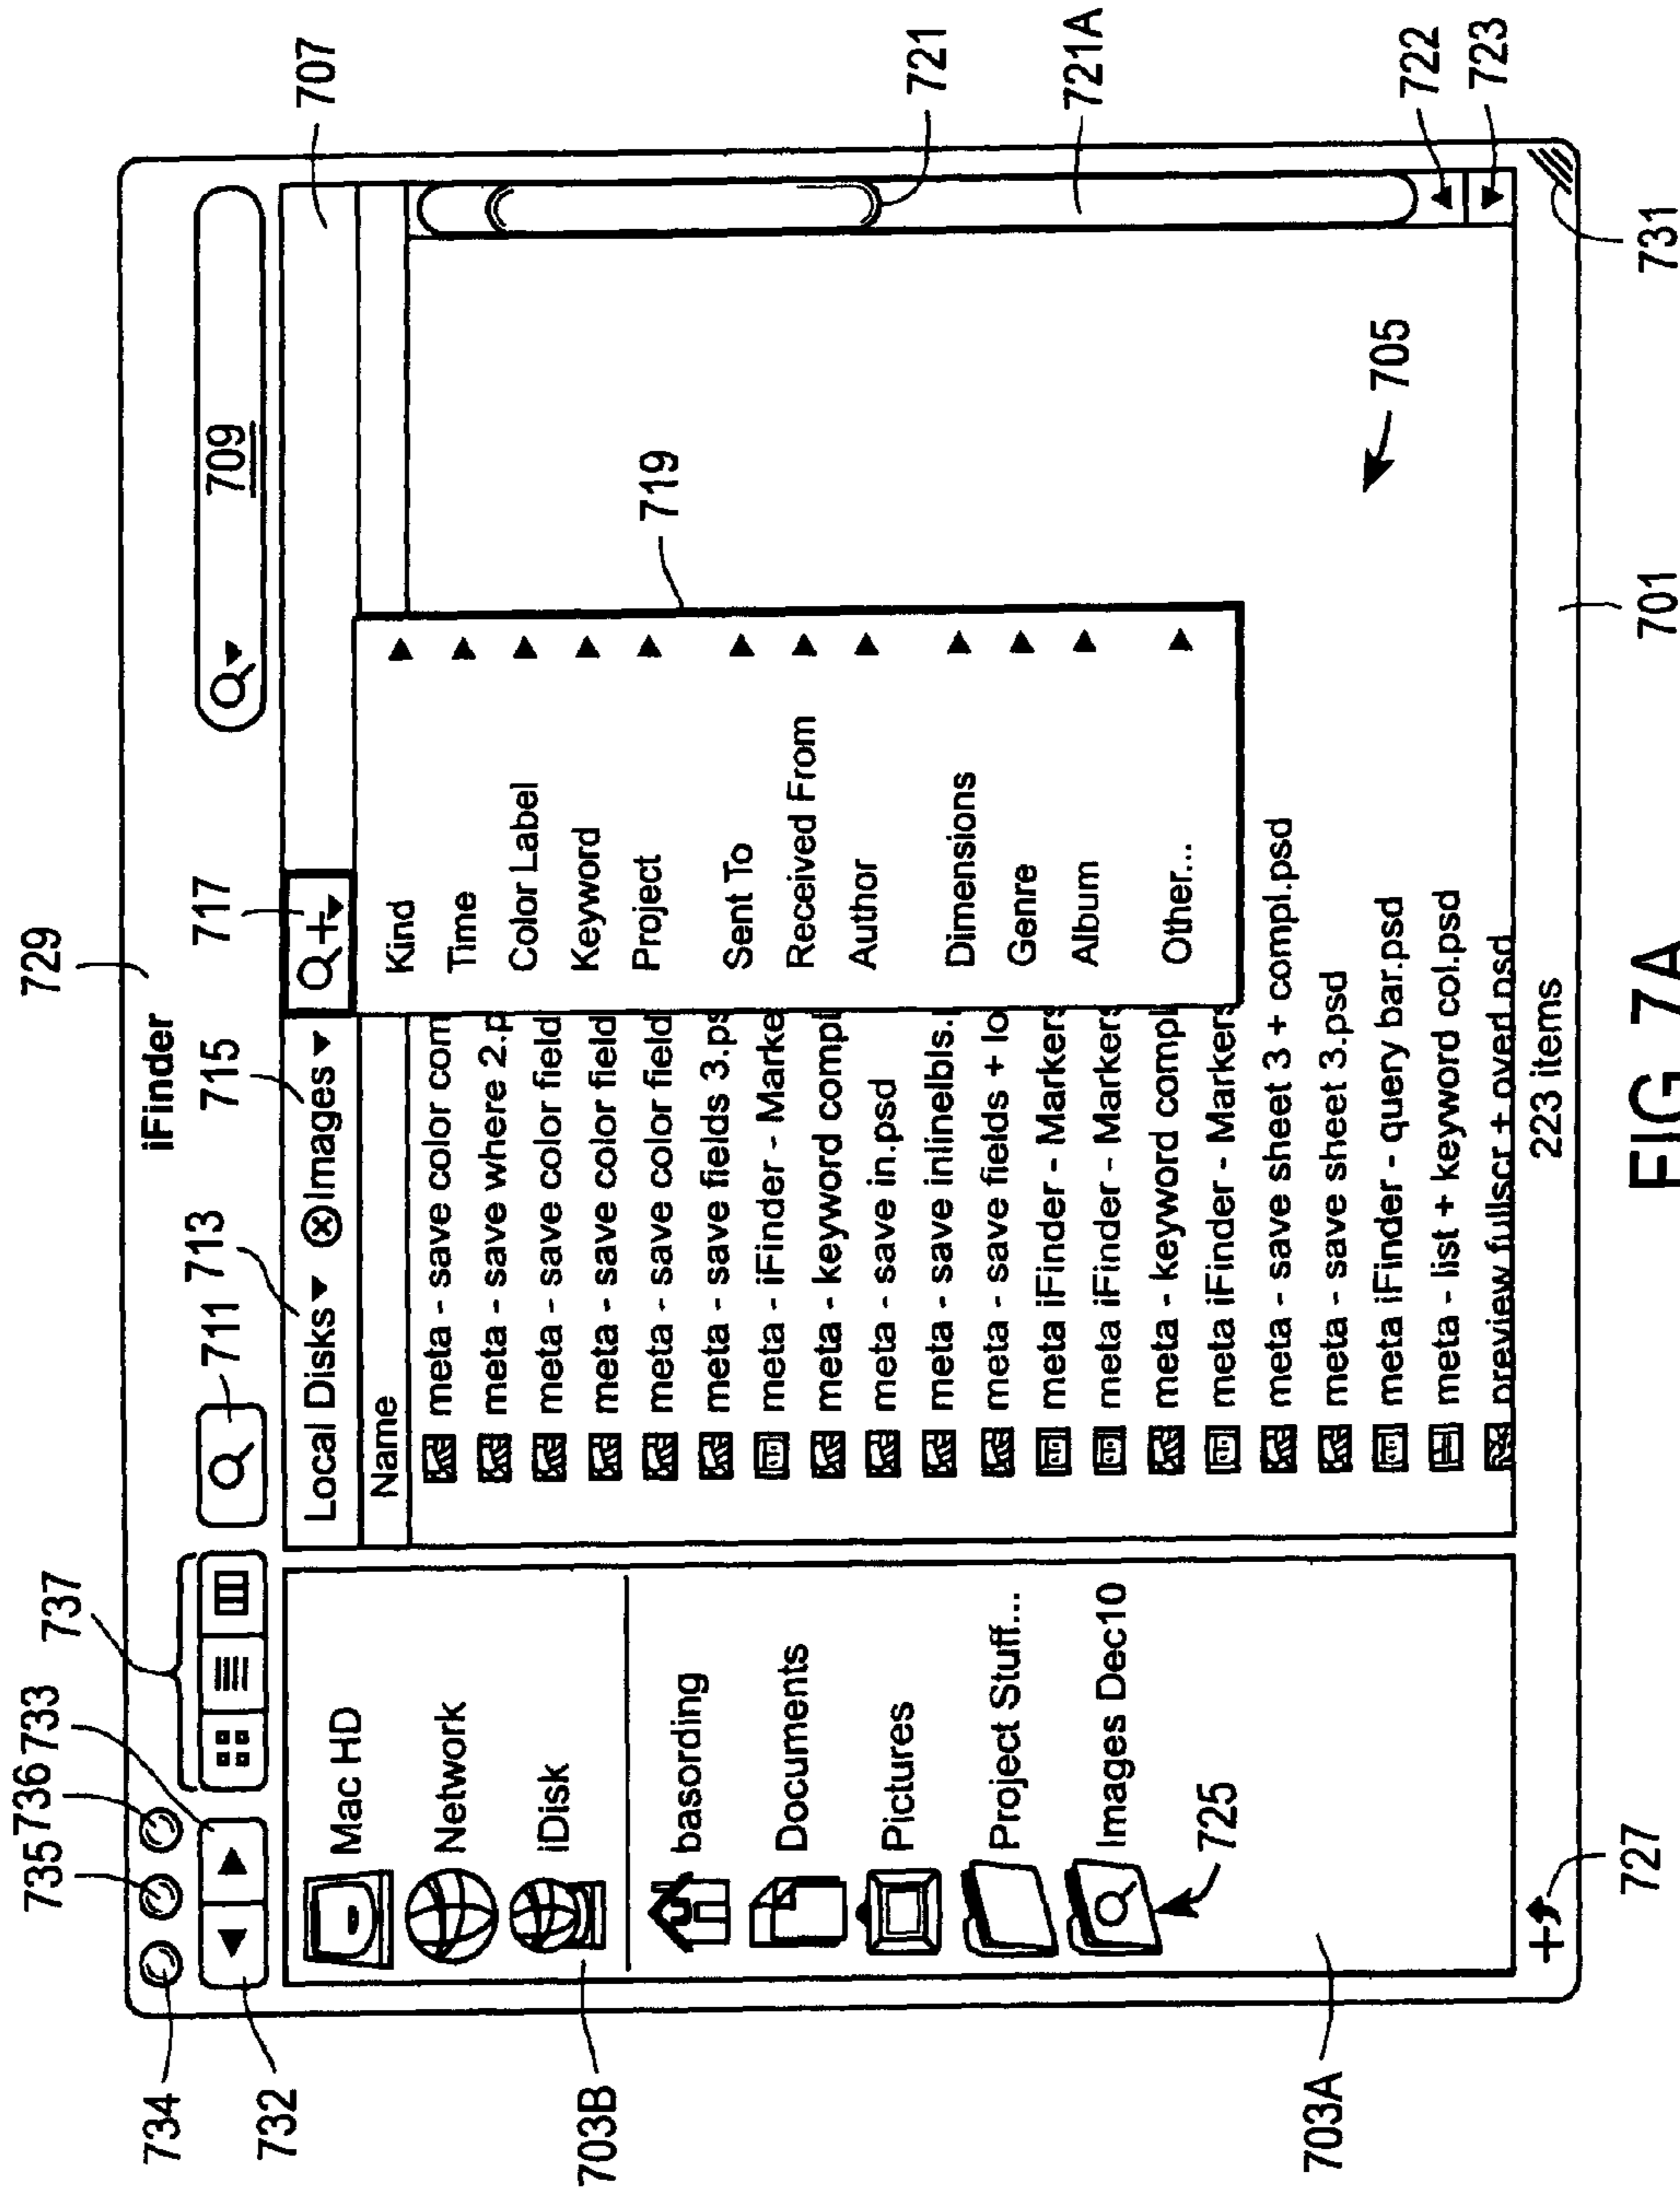 729
iFinder
734
735
736
733
732
737
711
713
715
717
709
707
Local Disks ▾ ⊗Images ▾
Name
Mac HD
Network
iDisk
703B
basording
Documents
Pictures
Project Stuff...
Images Dec10
725
703A
meta - save color com
meta - save where 2.p
meta - save color field
meta - save color field
meta - save color field
meta - save fields 3.ps
meta - iFinder - Marke
meta - keyword compl
meta - save in.psd
meta - save inlinelbls.
meta - save fields + lo
meta iFinder - Markers
meta iFinder - Markers
meta - keyword compl
meta iFinder - Markers
meta - save sheet 3 + compl.psd
meta - save sheet 3.psd
meta iFinder - query bar.psd
meta - list + keyword col.psd
preview fullscr + overl.psd
Kind
Time
Color Label
Keyword
Project
Sent To
Received From
Author
Dimensions
Genre
Album
Other...
719
705
721
721A
722
723
223 items
727
701
731
FIG. 7A